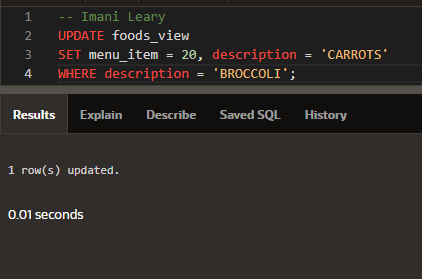 1 -- Imani Leary
2 UPDATE foods_view
3 SET menu_item = 20, description = 'CARROTS'
4 WHERE description = 'BROCCOLI';
Results Explain Describe Saved SQL History
1 row(s) updated.
0.01 seconds